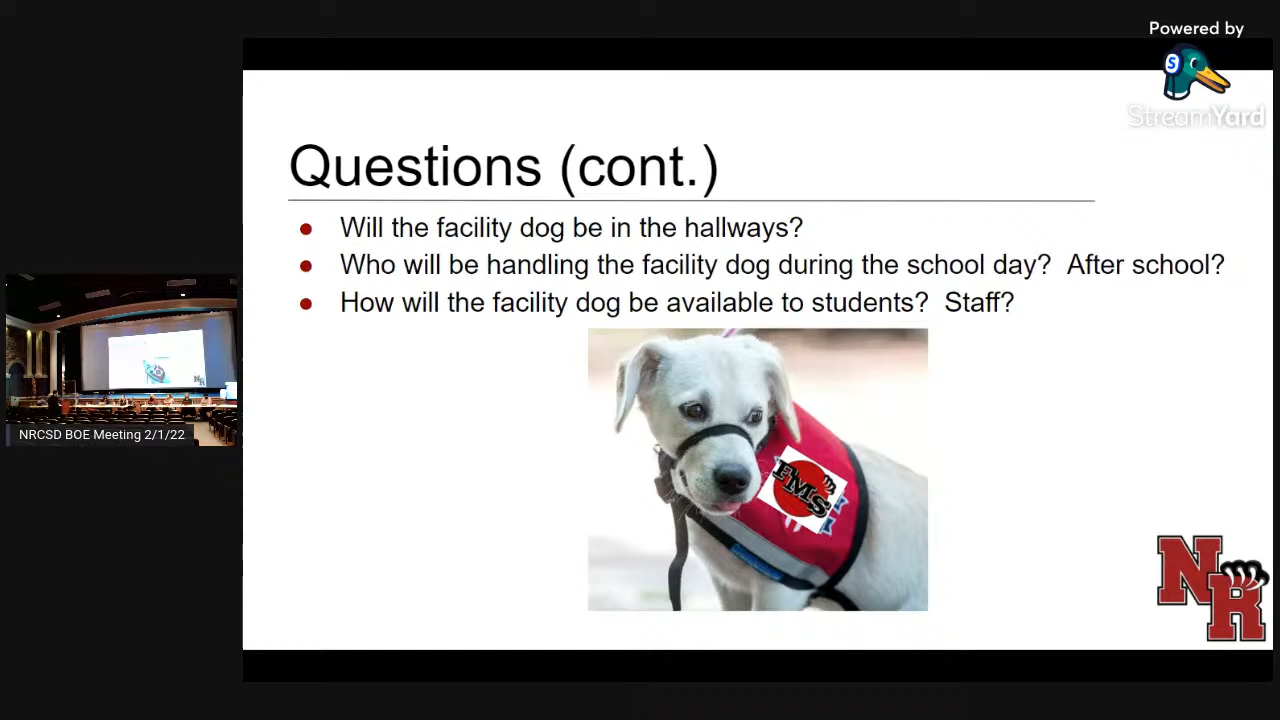 Powered by
S
StreamYard
Questions (cont.)
Will the facility dog be in the hallways?
Who will be handling the facility dog during the school day?  After school?
How will the facility dog be available to students?  Staff?
FMS
NRCSD BOE Meeting 2/1/22
NR